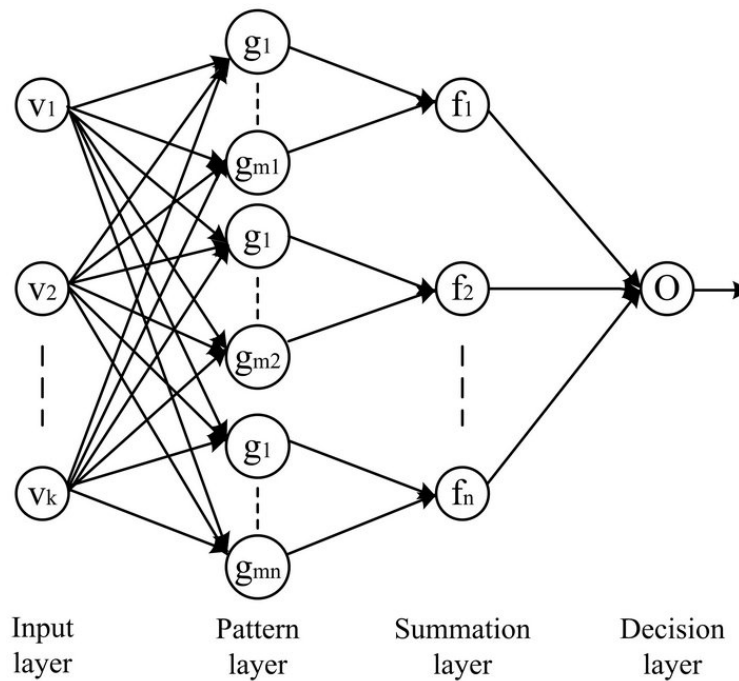 g1
v1
f1
gm1
g1
v2
f2
O
gm2
g1
vk
fn
gmn
Input layer
Pattern layer
Summation layer
Decision layer